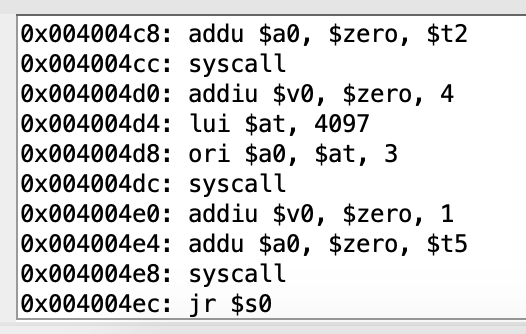 0x004004c8: addu $a0, $zero, $t2
0x004004cc: syscall
0x004004d0: addiu $v0, $zero, 4
0x004004d4: lui $at, 4097
0x004004d8: ori $a0, $at, 3
0x004004dc: syscall
0x004004e0: addiu $v0, $zero, 1
0x004004e4: addu $a0, $zero, $t5
0x004004e8: syscall
0x004004ec: jr $s0